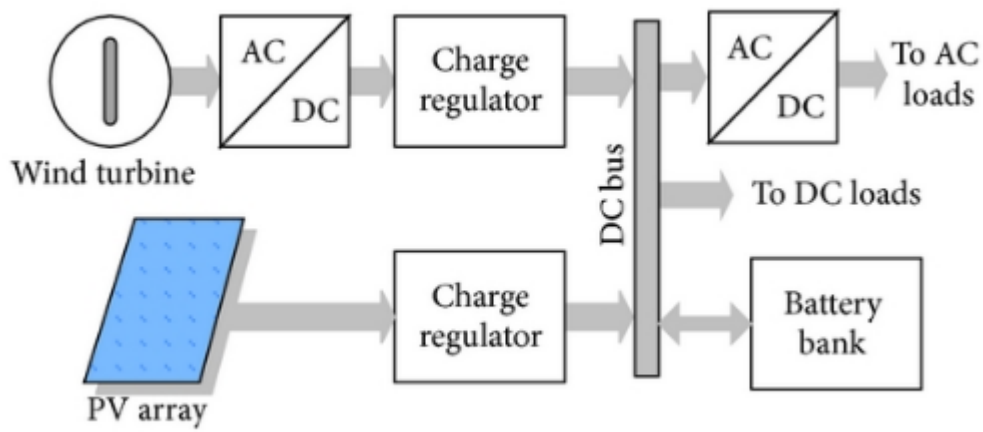 AC
DC
Charge
regulator
AC
DC
To AC
loads
Wind turbine
DC bus
To DC loads
Charge
regulator
Battery
bank
PV array